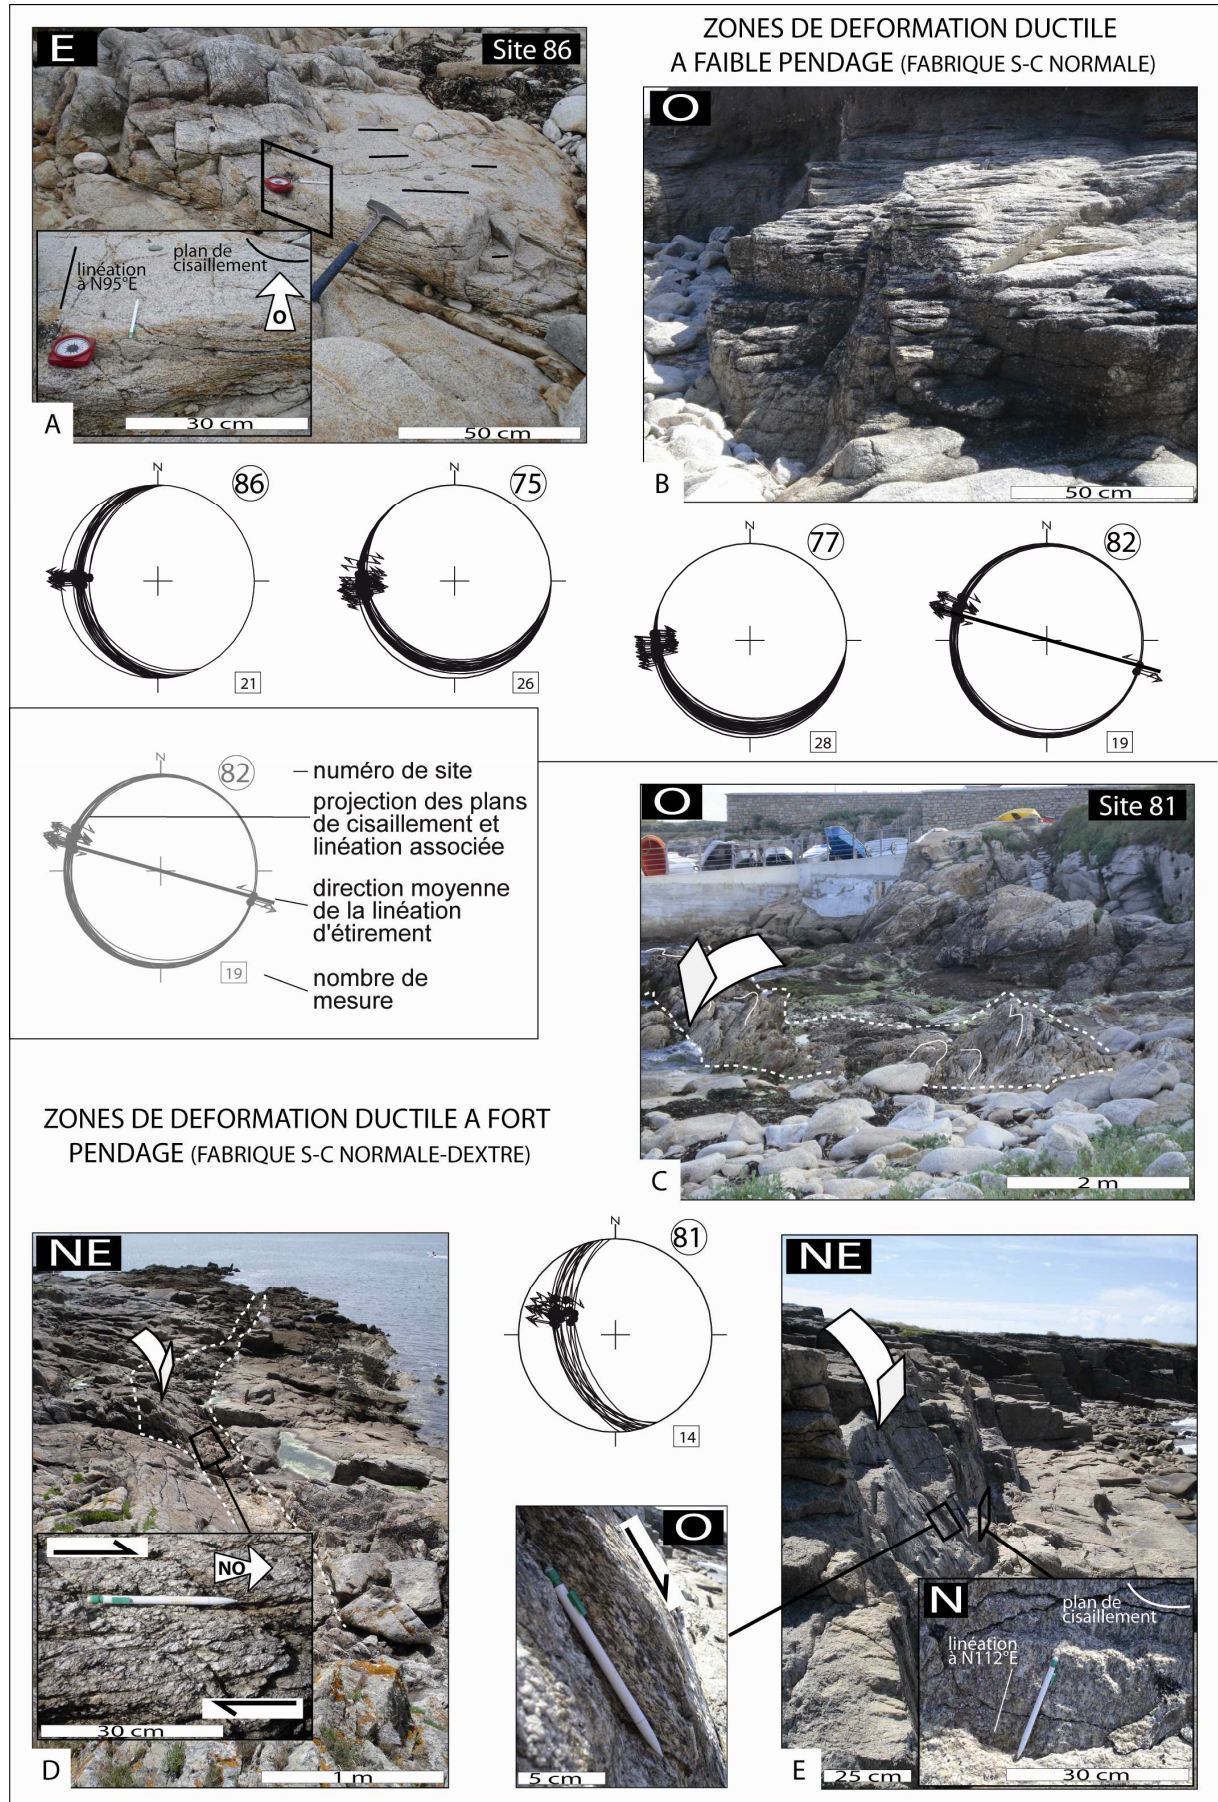 ZONES DE DEFORMATION DUCTILE
A FAIBLE PENDAGE (FABRIQUE S-C NORMALE)
E
Site 86
linéation
à N95°E
plan de
cisaillement
O
30 cm
50 cm
A
O
50 cm
B
N
86
21
N
75
26
N
77
28
N
82
19
N
82
19
numéro de site
projection des plans
de cisaillement et
linéation associée
direction moyenne
de la linéation
d'étirement
nombre de
mesure
O
Site 81
2 m
C
ZONES DE DEFORMATION DUCTILE A FORT
PENDAGE (FABRIQUE S-C NORMALE-DEXTRE)
NE
NO
30 cm
1 m
D
N
81
14
O
5 cm
NE
N
plan de
cisaillement
linéation
à N112°E
30 cm
25 cm
E